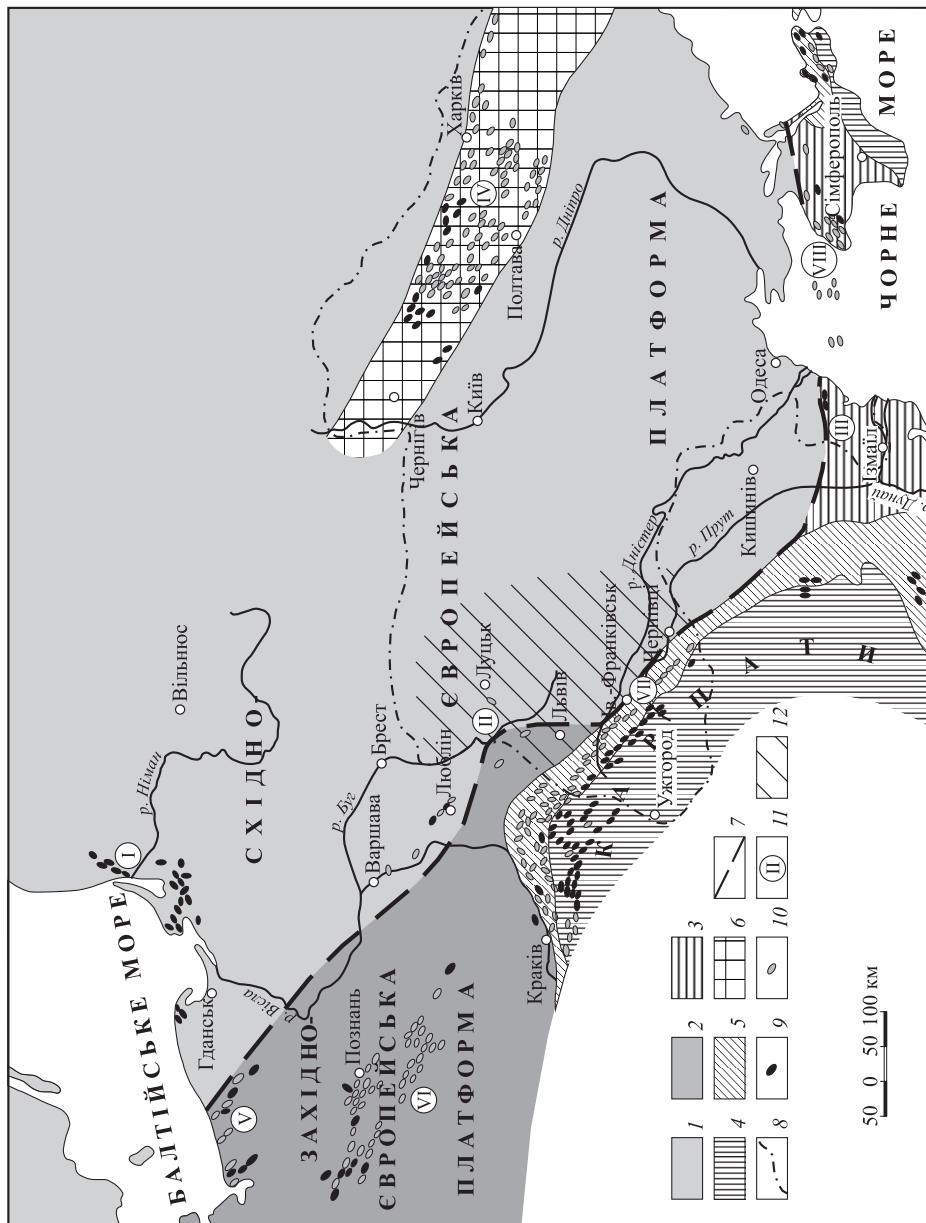 БАЛТІЙСЬКЕ МОРЕ
СХІДНО-
ЄВРОПЕЙСЬКА
ПЛАТФОРМА
ЗАХІДНО-
ЄВРОПЕЙСЬКА
ПЛАТФОРМА
КАРПАТИ
ЧОРНЕ МОРЕ
р. Німан
Вільнюс
I
Гданськ
р. Вісла
V
Познань
VI
Варшава
р. Буг
Брест
Люблін
II
Луцьк
Львів
Краків
Ужгород
І.-Франківськ
VI
Чернівці
р. Дністер
р. Прут
Кишинів
Одеса
III
Ізмаїл
р. Дунай
Чернігів
Київ
р. Дніпро
Полтава
IV
Харків
VIII
Сімферополь
1
2
3
4
5
6
7
8
9
10
II
11
12
50 0 50 100 км